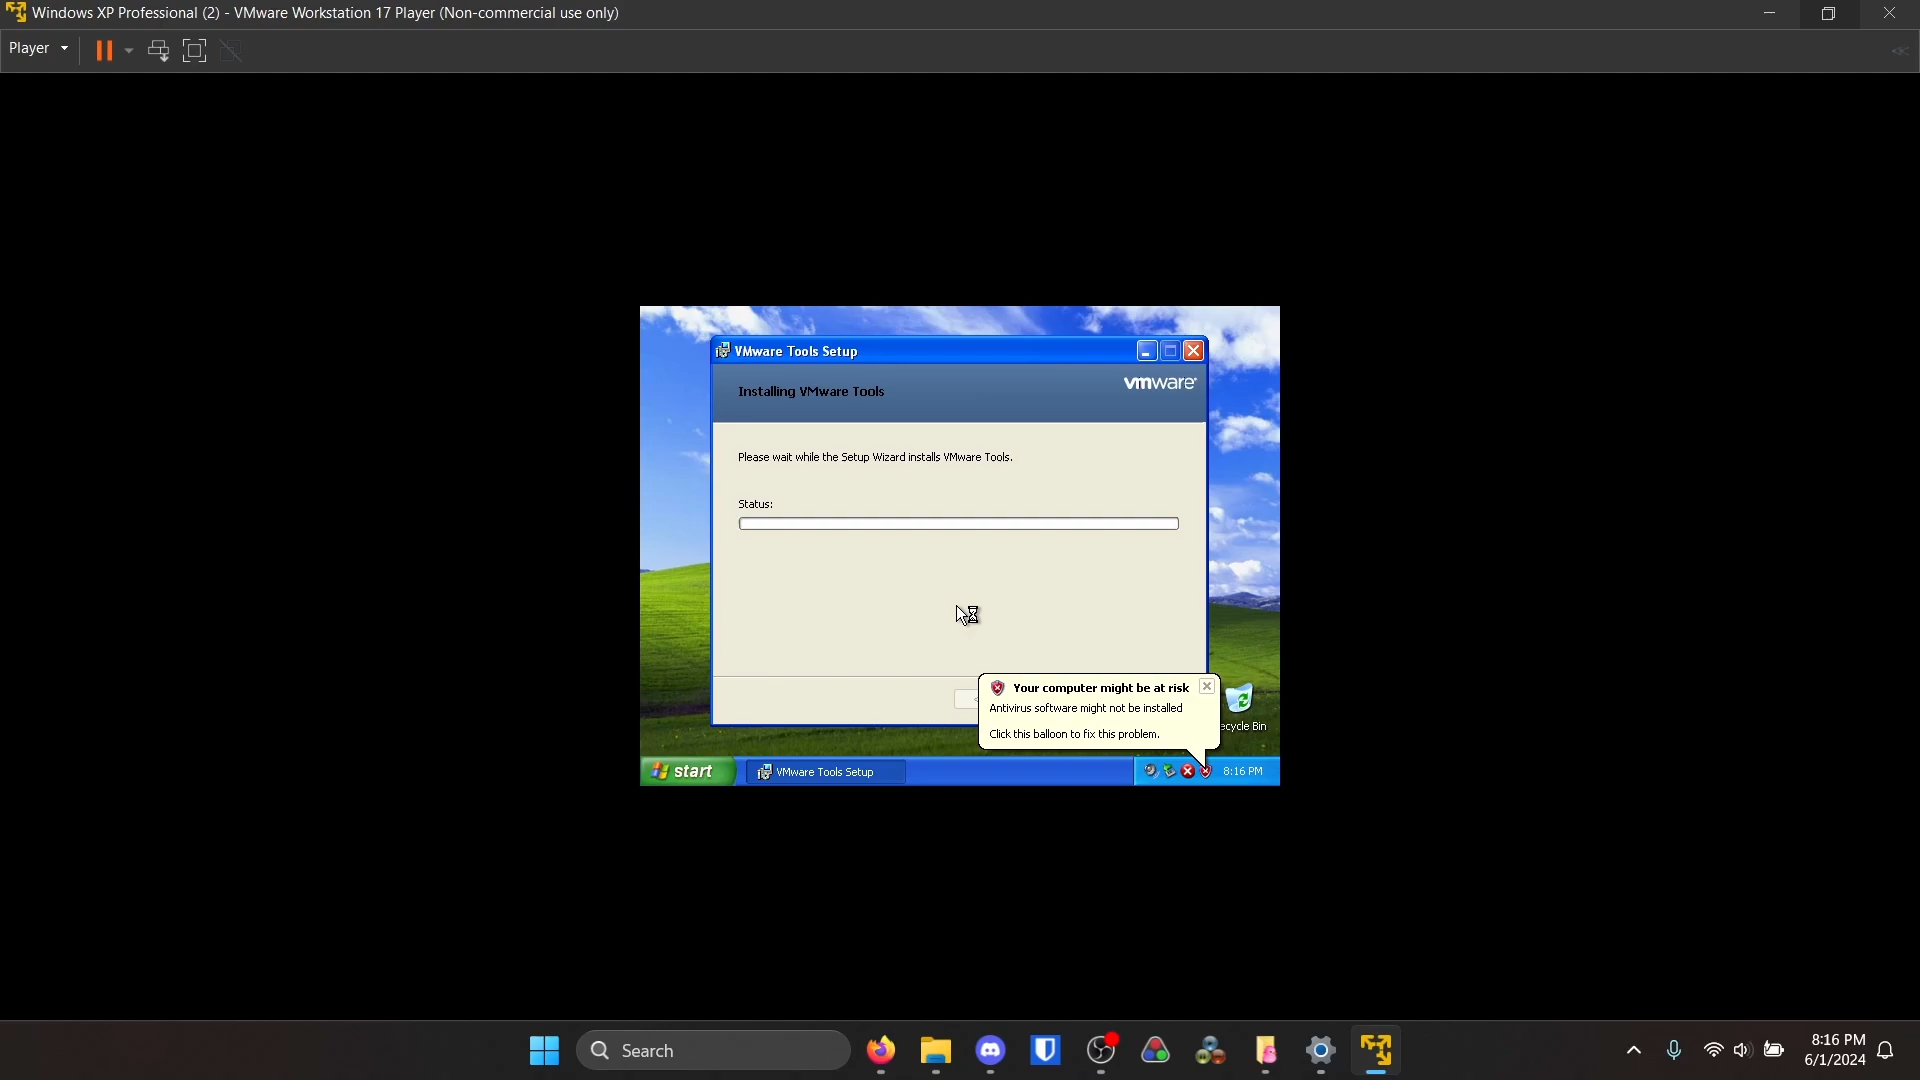 Windows XP Professional (2) - VMware Workstation 17 Player (Non-commercial use only)
Player
VMware Tools Setup
Installing VMware Tools
vmware
Please wait while the Setup Wizard installs VMware Tools.
Status:
Your computer might be at risk
Antivirus software might not be installed
Click this balloon to fix this problem.
ecycle Bin
start
VMware Tools Setup
8:16 PM
Search
8:16 PM
6/1/2024